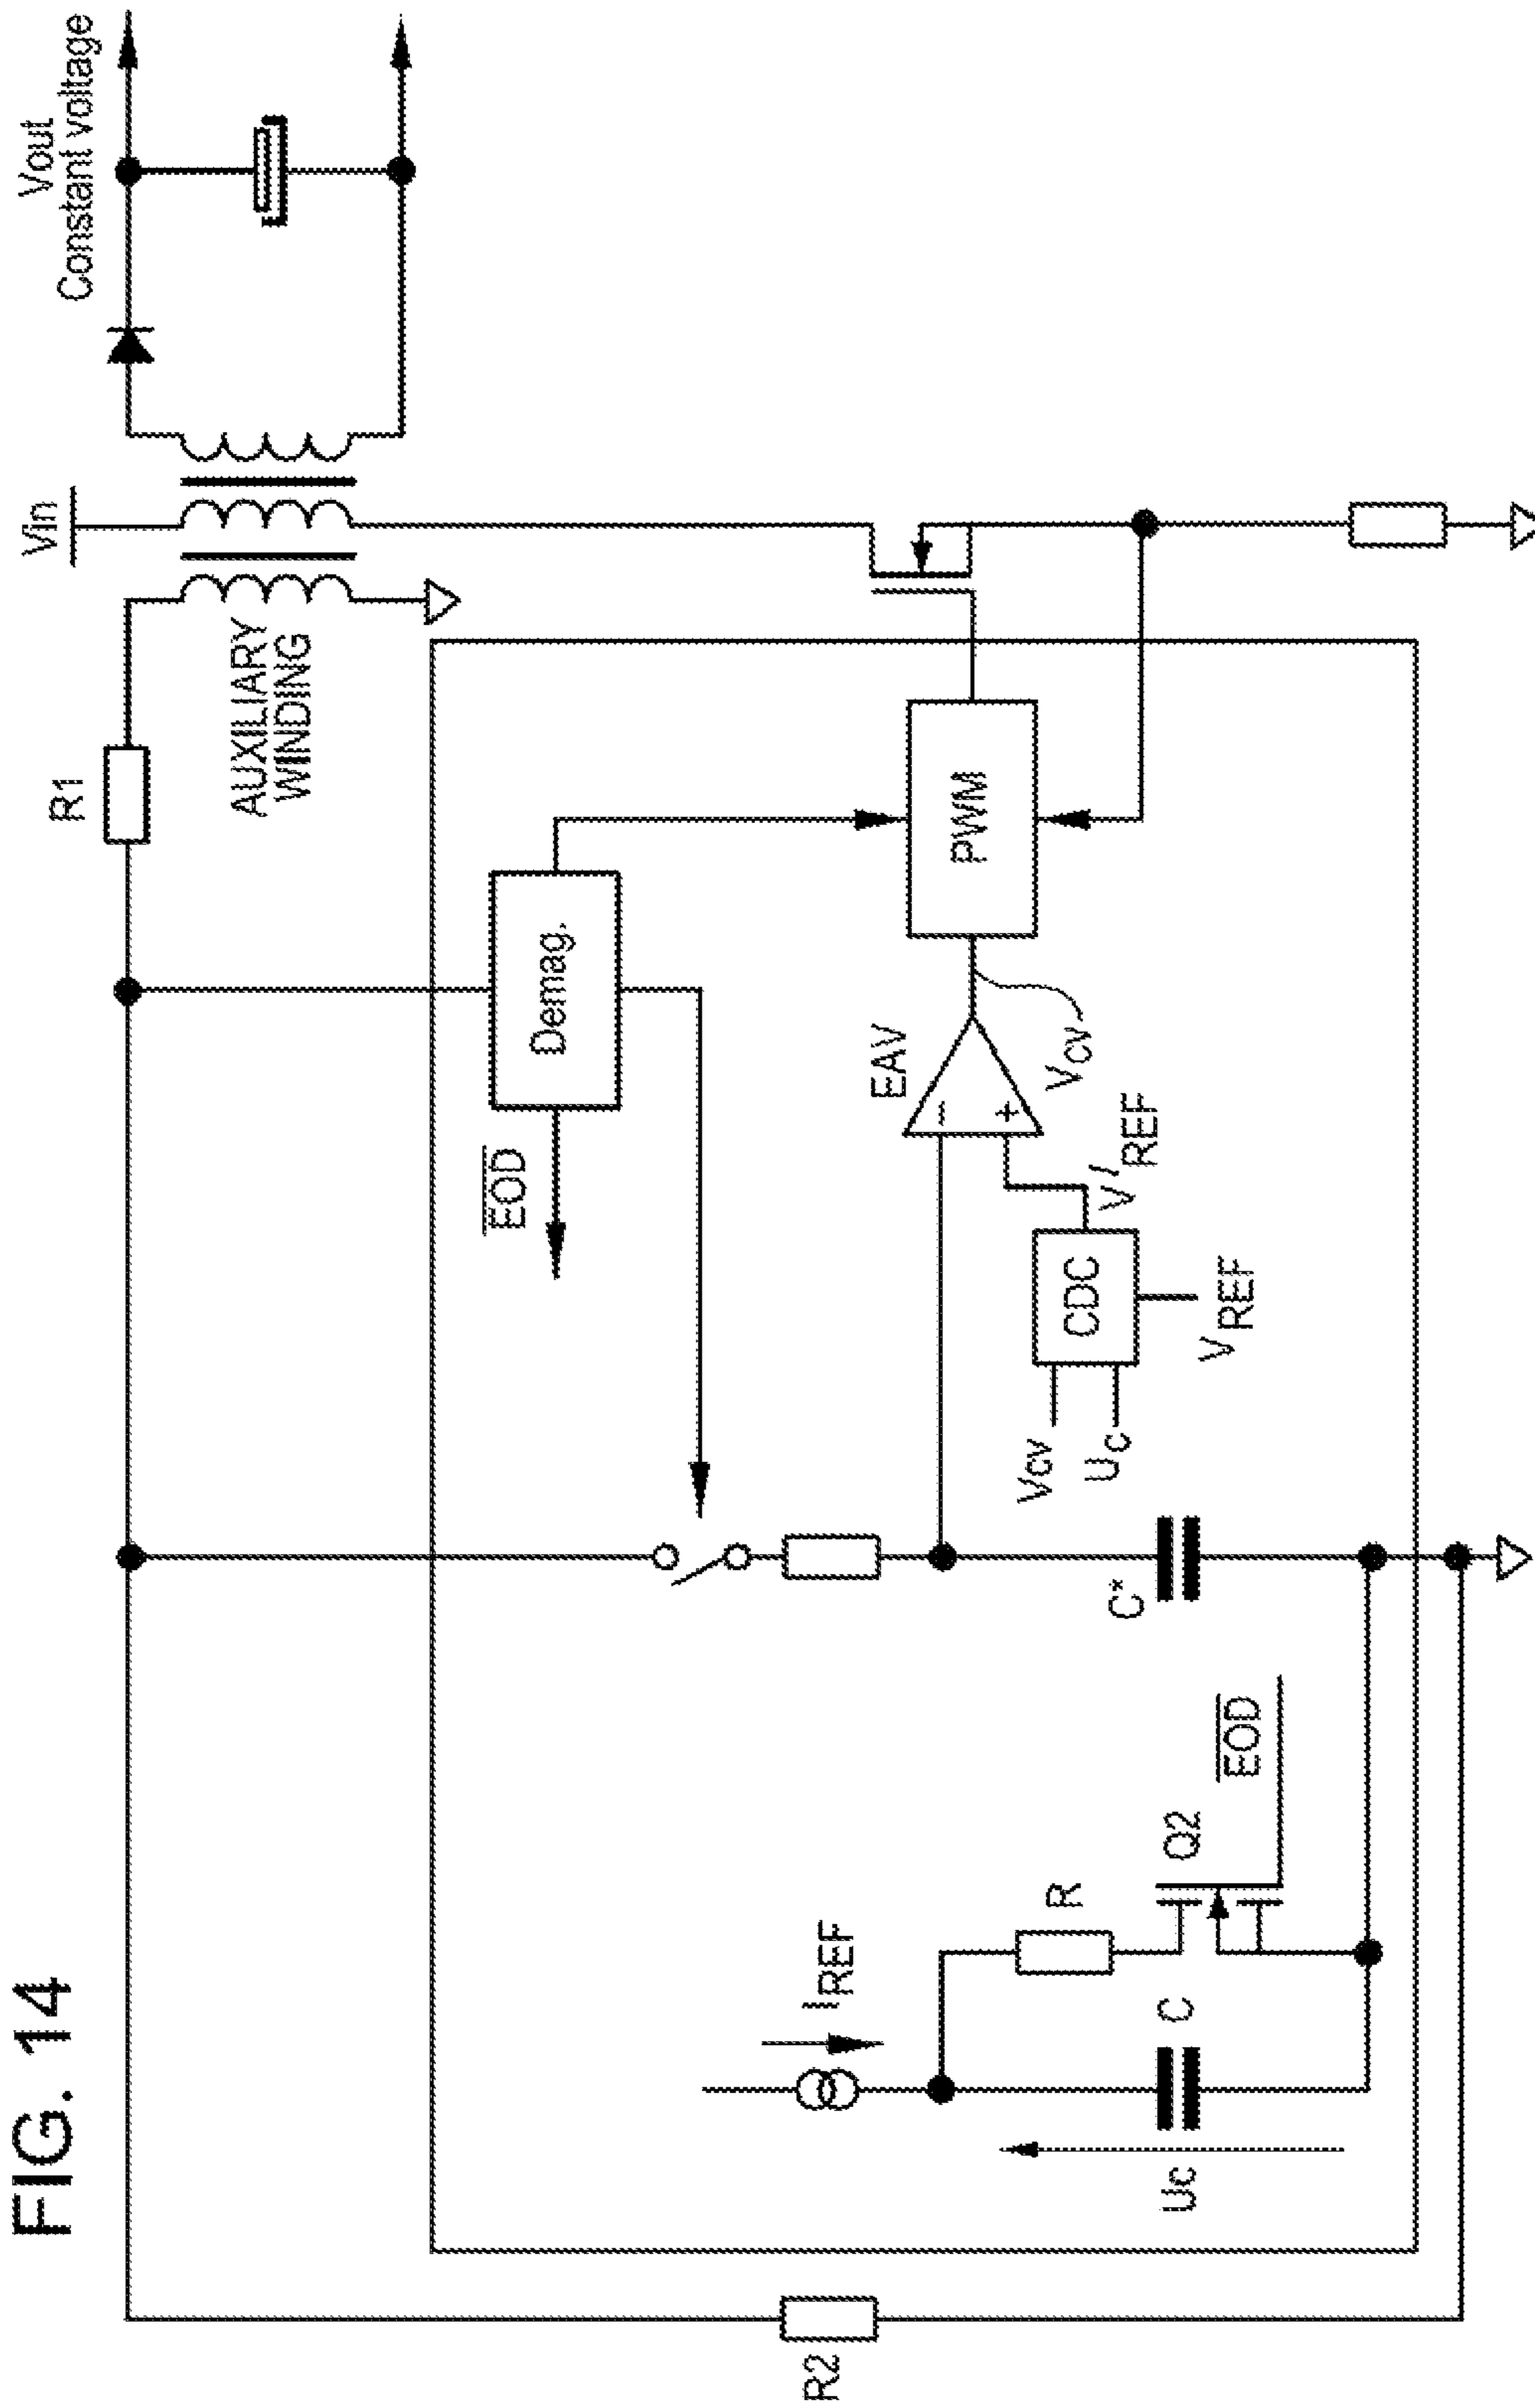 FIG. 14
Vout
Constant voltage
Vin
R1
AUXILIARY
WINDING
Demag.
EOD
PWM
EAV
−
+
VCV
V'REF
CDC
VREF
Vcv
Uc
C*
IREF
R
Q2
EOD
C
Uc
R2